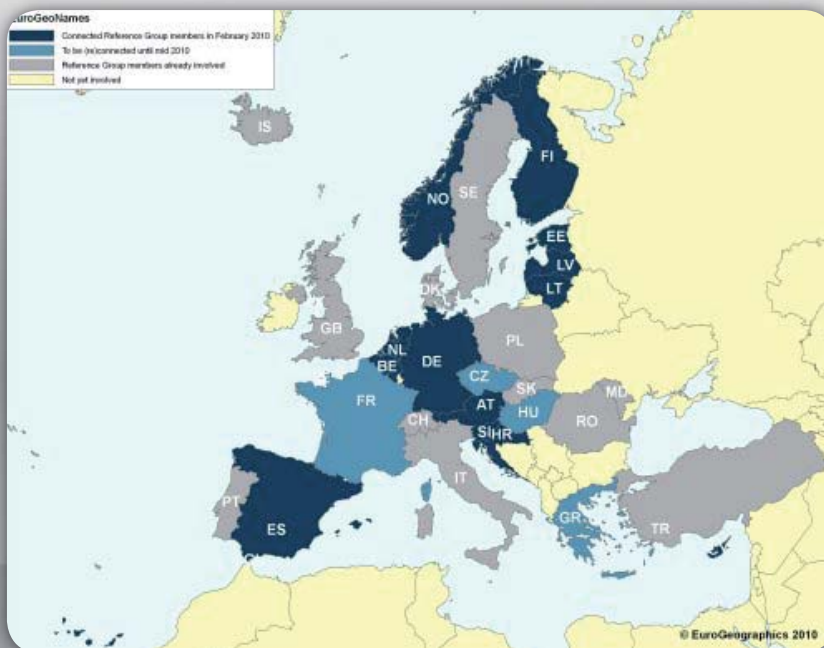 EuroGeoNames
Connected Reference Group members in February 2010
To be (re)connected until mid 2010
Reference Group members already involved
Not yet involved
IS
FI
NO
SE
EE
LV
LT
DK
GB
NL
BE
DE
PL
CZ
SK
FR
AT
HU
MD
CH
SI
HR
RO
IT
PT
ES
GR
TR
© EuroGeographics 2010